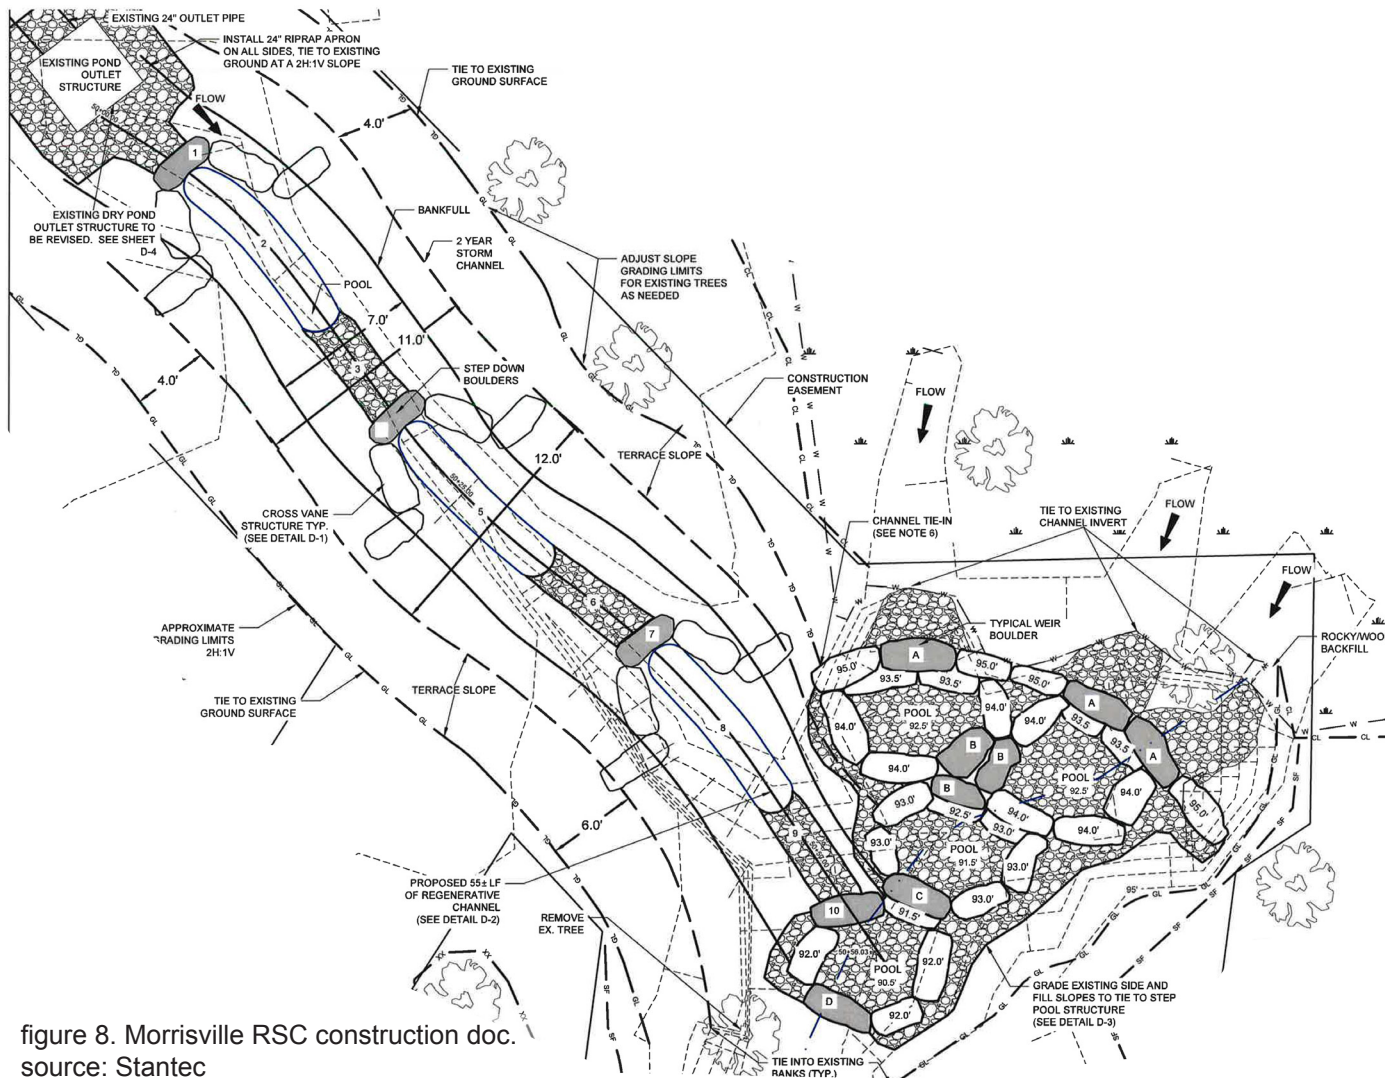 EXISTING 24" OUTLET PIPE
INSTALL 24" RIPRAP APRON
ON ALL SIDES, TIE TO EXISTING
GROUND AT A 2H:1V SLOPE
EXISTING POND
OUTLET
STRUCTURE
TIE TO EXISTING
GROUND SURFACE
FLOW
4.0'
1
EXISTING DRY POND
OUTLET STRUCTURE TO
BE REVISED. SEE SHEET
D-4
BANKFULL
2 YEAR
STORM
CHANNEL
2
POOL
ADJUST SLOPE
GRADING LIMITS
FOR EXISTING TREES
AS NEEDED
7.0'
11.0'
3
4.0'
STEP DOWN
BOULDERS
CONSTRUCTION
EASEMENT
FLOW
TERRACE SLOPE
12.0'
50+25.00
5
CROSS VANE
STRUCTURE TYP.
(SEE DETAIL D-1)
CHANNEL TIE-IN
(SEE NOTE 6)
TIE TO EXISTING
CHANNEL INVERT
FLOW
FLOW
6
7
APPROXIMATE
GRADING LIMITS
2H:1V
TYPICAL WEIR
BOULDER
ROCKY/WOO
BACKFILL
TIE TO EXISTING
GROUND SURFACE
TERRACE SLOPE
8
95.0'
A
95.0'
93.5'
93.5'
95.0'
A
94.0'
POOL
92.5'
94.0'
94.0'
93.5
93.5
A
B
B
94.0'
POOL
92.5'
B
94.0'
93.0'
92.5'
94.0'
93.0'
94.0'
95.0'
6.0'
9
93.0'
POOL
91.5'
93.0'
PROPOSED 55± LF
OF REGENERATIVE
CHANNEL
(SEE DETAIL D-2)
REMOVE
EX. TREE
10
C
91.5'
93.0'
95'
92.0'
50+56.03
POOL
90.5'
92.0'
D
92.0'
GRADE EXISTING SIDE AND
FILL SLOPES TO TIE TO STEP
POOL STRUCTURE
(SEE DETAIL D-3)
TIE INTO EXISTING
BANKS (TYP.)
figure 8. Morrisville RSC construction doc.
source: Stantec